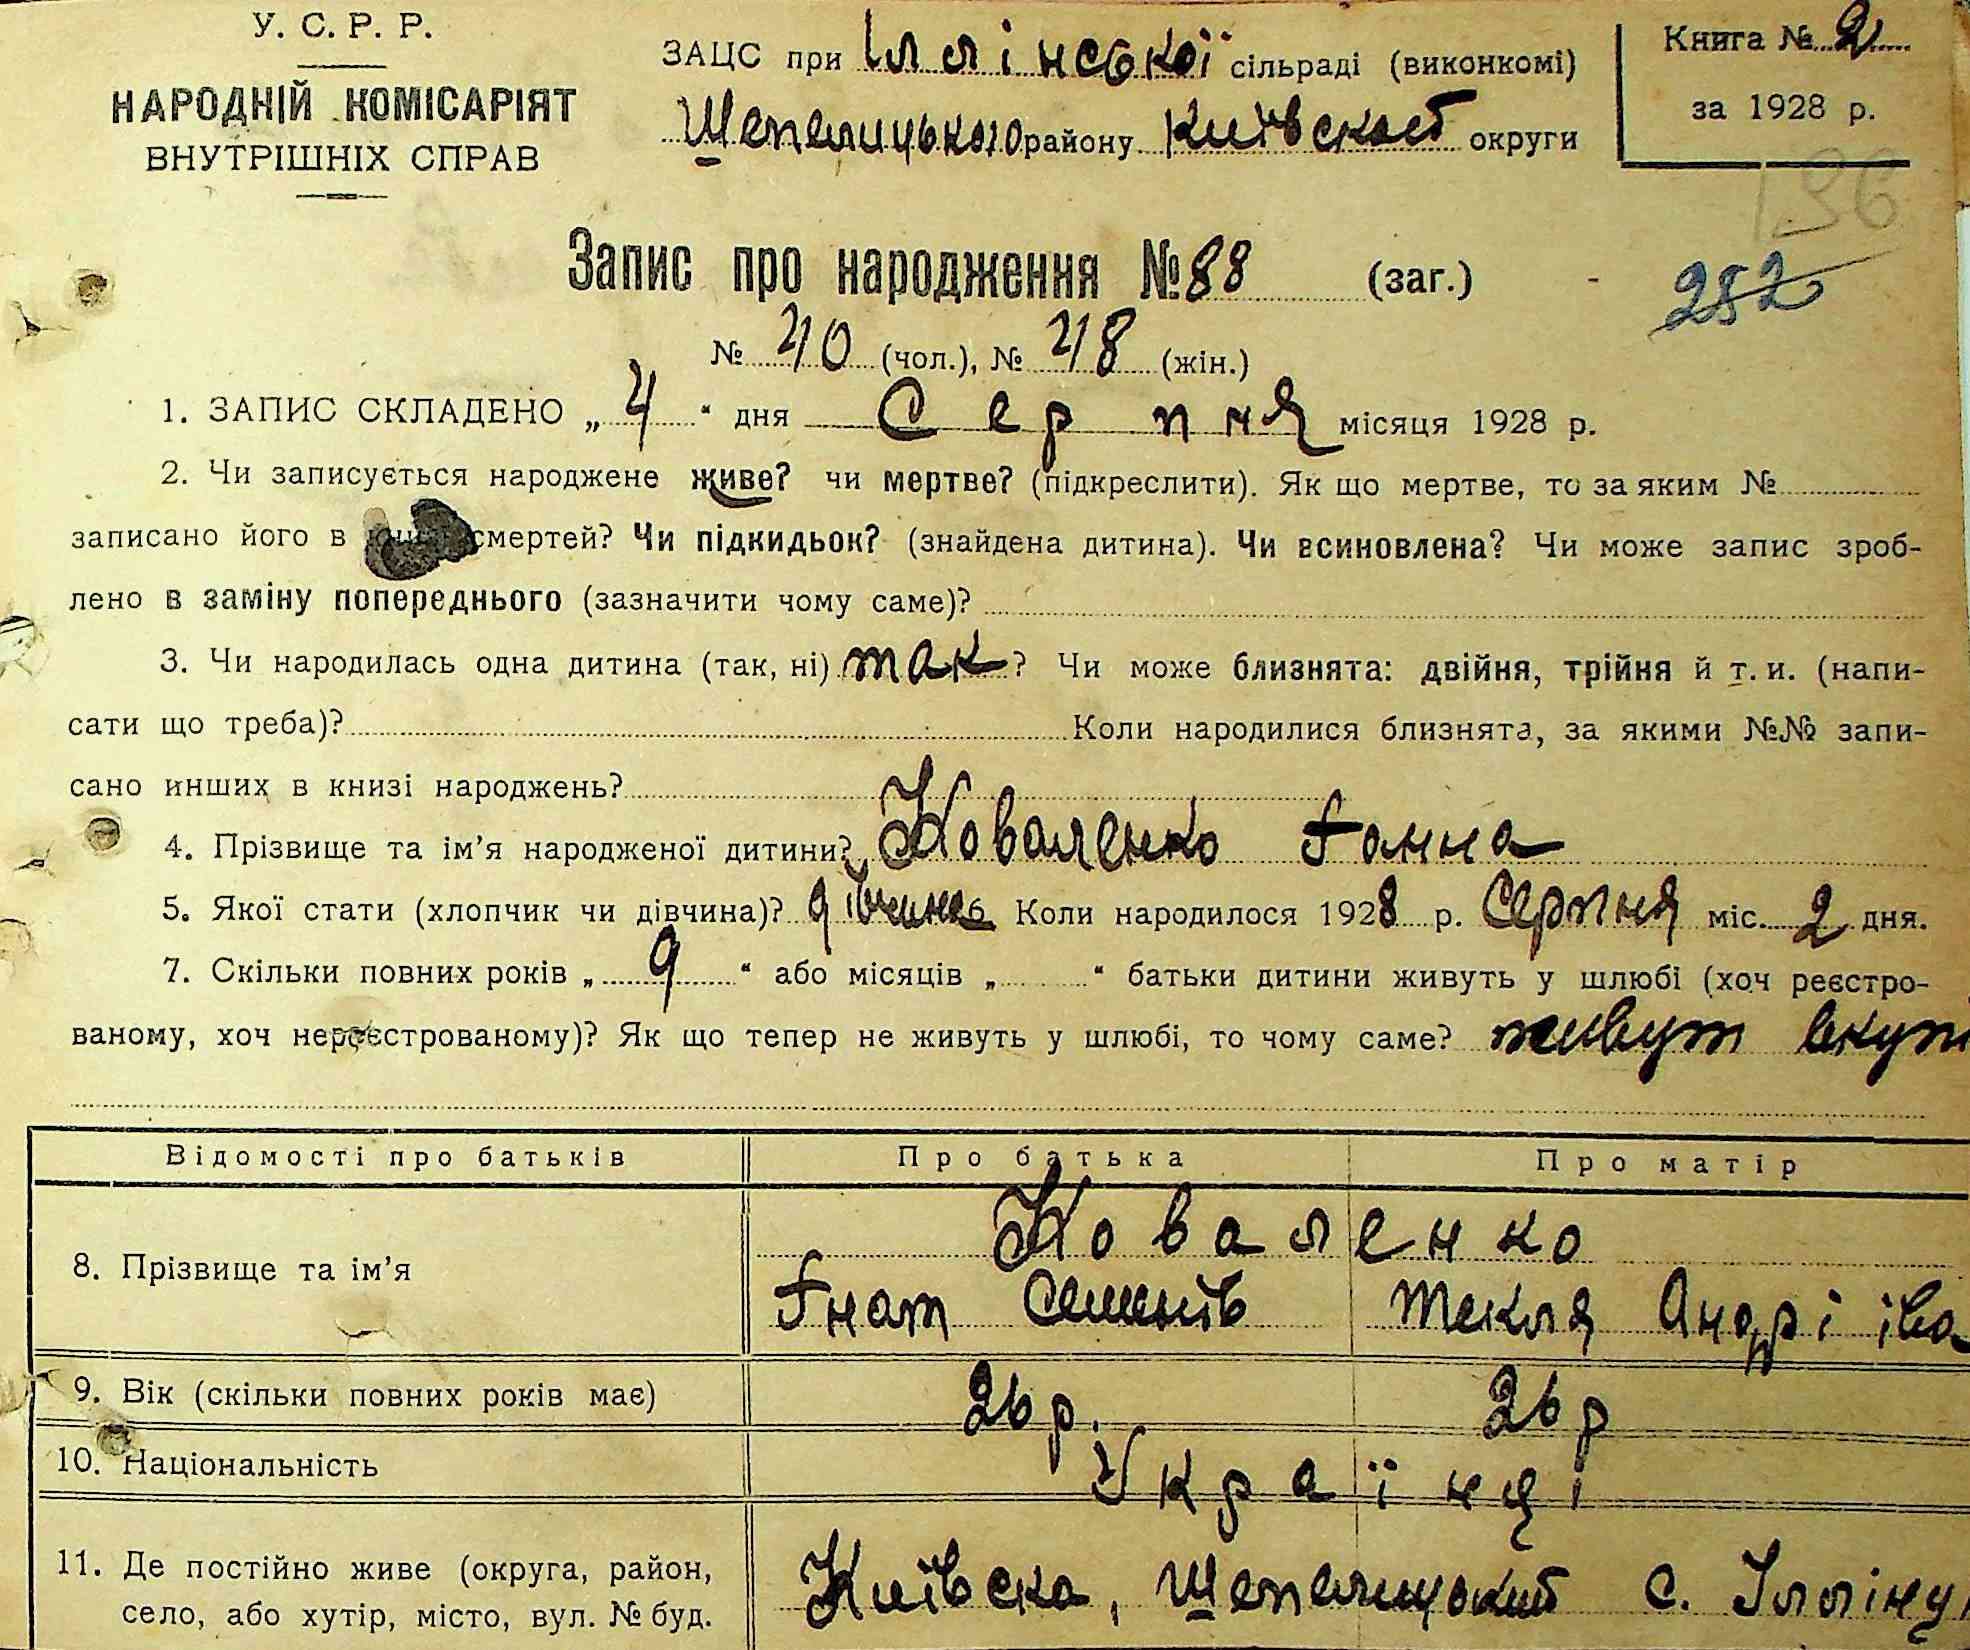 У. С. Р. Р.
НАРОДНІЙ КОМІСАРІЯТ
ВНУТРІШНІХ СПРАВ
ЗАЦС при Іллінської сільраді (виконкомі)
Шепелицького району Київської округи
Книга № 2
за 1928 р.
196
252
Запис про народження № 88 (заг.)
№ 40 (чол.), № 48 (жін.)
1. ЗАПИС СКЛАДЕНО „4“ дня Серпня місяця 1928 р.
2. Чи записується народжене живе? чи мертве? (підкреслити). Як що мертве, то за яким №
записано його в смертей? Чи підкидьок? (знайдена дитина). Чи всиновлена? Чи може запис зроб-
лено в заміну попереднього (зазначити чому саме)?
3. Чи народилась одна дитина (так, ні) так? Чи може близнята: двійня, трійня й т. и. (напи-
сати що треба)? Коли народилися близнята, за якими №№ запи-
сано инших в книзі народжень?
4. Прізвище та ім’я народженої дитини? Коваленко Ганна
5. Якої стати (хлопчик чи дівчина)? дівчина Коли народилося 1928 р. Серпня міс. 2 дня.
7. Скільки повних років „9“ або місяців „ “ батьки дитини живуть у шлюбі (хоч реєстро-
ваному, хоч нереєстрованому)? Як що тепер не живуть у шлюбі, то чому саме? живут вкупі
Відомості про батьків Про батька Про матір
8. Прізвище та ім’я Коваленко
Гнат Семенів Текля Андріїва
9. Вік (скільки повних років має) 26 р. 26 р
10. Національність Українці
11. Де постійно живе (округа, район, Київска, Шепелицький с. Ілліну
село, або хутір, місто, вул. № буд.